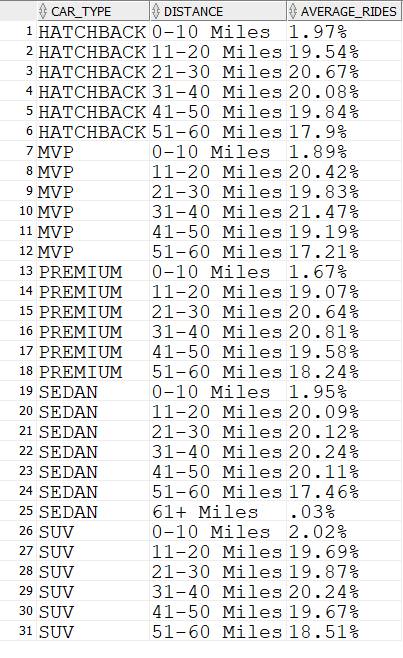 CAR_TYPE DISTANCE AVERAGE_RIDES
1 HATCHBACK 0-10 Miles 1.97%
2 HATCHBACK 11-20 Miles 19.54%
3 HATCHBACK 21-30 Miles 20.67%
4 HATCHBACK 31-40 Miles 20.08%
5 HATCHBACK 41-50 Miles 19.84%
6 HATCHBACK 51-60 Miles 17.9%
7 MVP 0-10 Miles 1.89%
8 MVP 11-20 Miles 20.42%
9 MVP 21-30 Miles 19.83%
10 MVP 31-40 Miles 21.47%
11 MVP 41-50 Miles 19.19%
12 MVP 51-60 Miles 17.21%
13 PREMIUM 0-10 Miles 1.67%
14 PREMIUM 11-20 Miles 19.07%
15 PREMIUM 21-30 Miles 20.64%
16 PREMIUM 31-40 Miles 20.81%
17 PREMIUM 41-50 Miles 19.58%
18 PREMIUM 51-60 Miles 18.24%
19 SEDAN 0-10 Miles 1.95%
20 SEDAN 11-20 Miles 20.09%
21 SEDAN 21-30 Miles 20.12%
22 SEDAN 31-40 Miles 20.24%
23 SEDAN 41-50 Miles 20.11%
24 SEDAN 51-60 Miles 17.46%
25 SEDAN 61+ Miles .03%
26 SUV 0-10 Miles 2.02%
27 SUV 11-20 Miles 19.69%
28 SUV 21-30 Miles 19.87%
29 SUV 31-40 Miles 20.24%
30 SUV 41-50 Miles 19.67%
31 SUV 51-60 Miles 18.51%